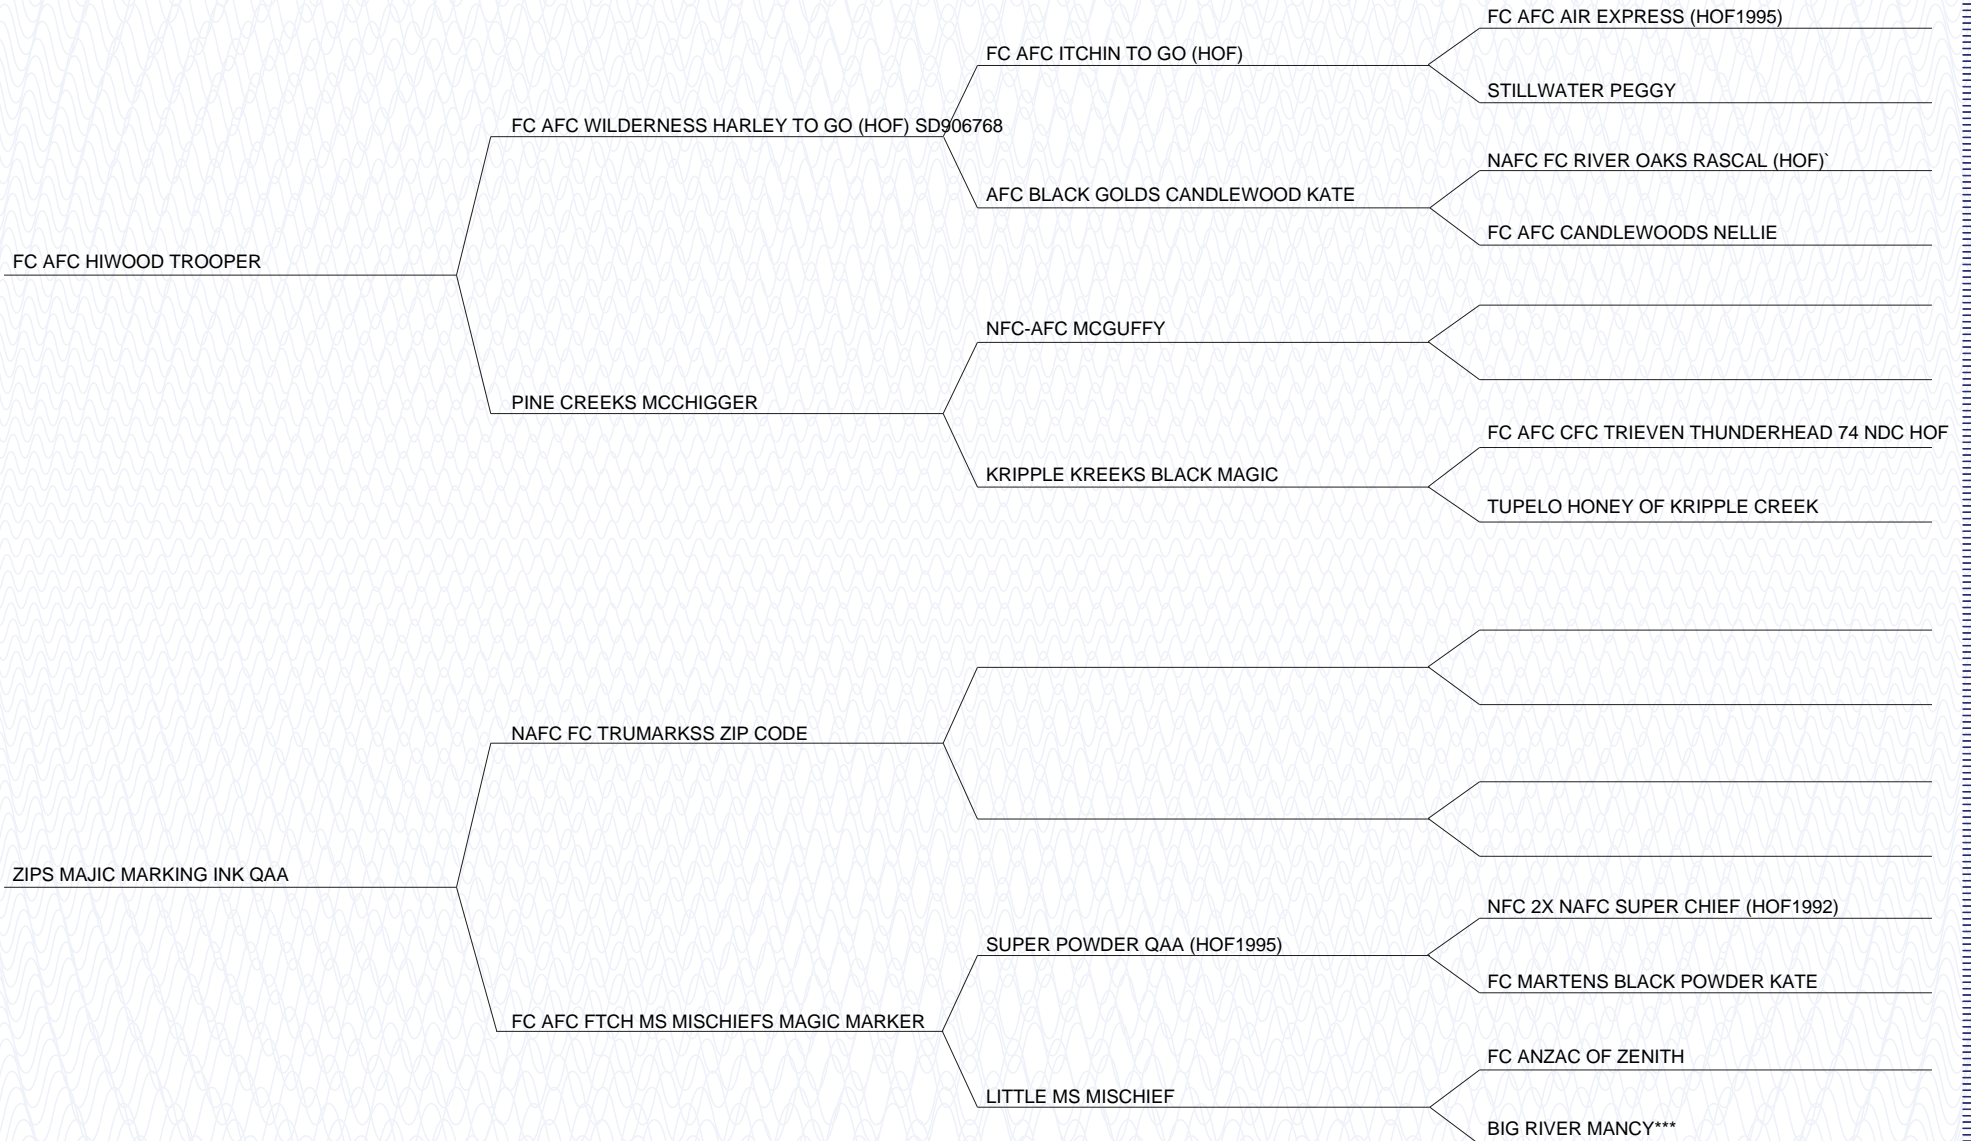 FC AFC AIR EXPRESS (HOF1995)
FC AFC ITCHIN TO GO (HOF)
STILLWATER PEGGY
FC AFC WILDERNESS HARLEY TO GO (HOF) SD906768
NAFC FC RIVER OAKS RASCAL (HOF)`
AFC BLACK GOLDS CANDLEWOOD KATE
FC AFC CANDLEWOODS NELLIE
FC AFC HIWOOD TROOPER
NFC-AFC MCGUFFY
PINE CREEKS MCCHIGGER
FC AFC CFC TRIEVEN THUNDERHEAD 74 NDC HOF
KRIPPLE KREEKS BLACK MAGIC
TUPELO HONEY OF KRIPPLE CREEK
NAFC FC TRUMARKSS ZIP CODE
ZIPS MAJIC MARKING INK QAA
NFC 2X NAFC SUPER CHIEF (HOF1992)
SUPER POWDER QAA (HOF1995)
FC MARTENS BLACK POWDER KATE
FC AFC FTCH MS MISCHIEFS MAGIC MARKER
FC ANZAC OF ZENITH
LITTLE MS MISCHIEF
BIG RIVER MANCY***